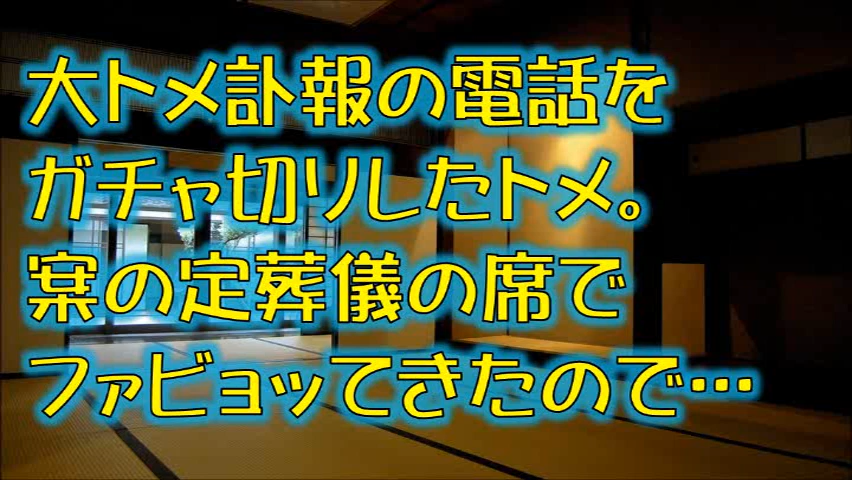 大トメ訃報の電話を
ガチャ切りしたトメ。
案の定葬儀の席で
ファビョッてきたので…